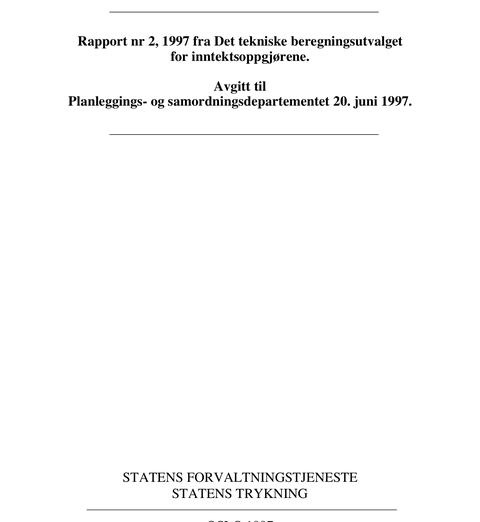 Rapport nr 2, 1997 fra Det tekniske beregningsutvalget
for inntektsoppgjørene.
Avgitt til
Planleggings- og samordningsdepartementet 20. juni 1997.
STATENS FORVALTNINGSTJENESTE
STATENS TRYKNING